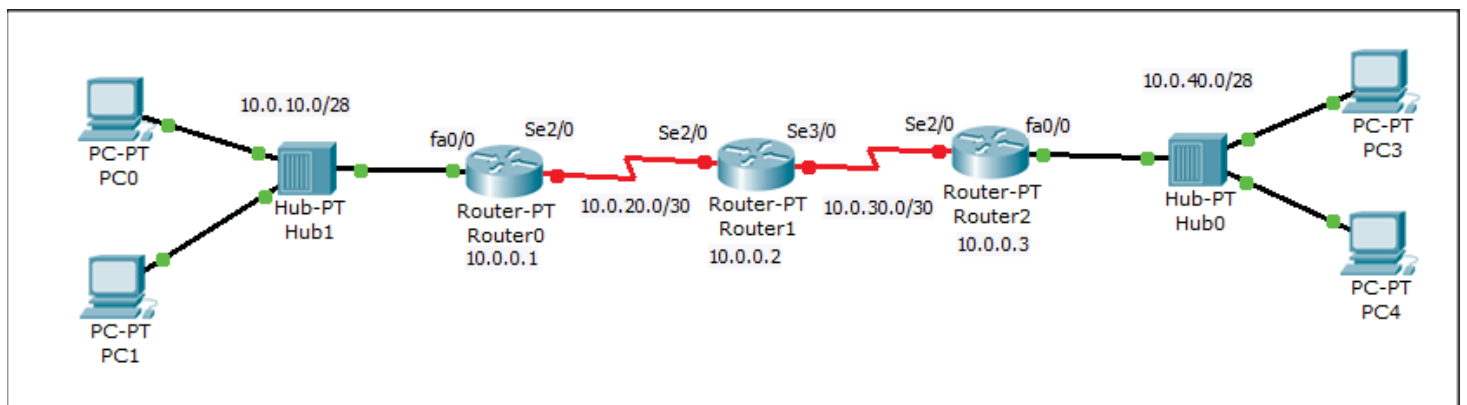 PC-PT
PC0
10.0.10.0/28
Hub-PT
Hub1
PC-PT
PC1
fa0/0
Se2/0
Router-PT
Router0
10.0.0.1
10.0.20.0/30
Se2/0
Se3/0
Router-PT
Router1
10.0.0.2
10.0.30.0/30
Se2/0
fa0/0
Router-PT
Router2
10.0.0.3
10.0.40.0/28
Hub-PT
Hub0
PC-PT
PC3
PC-PT
PC4